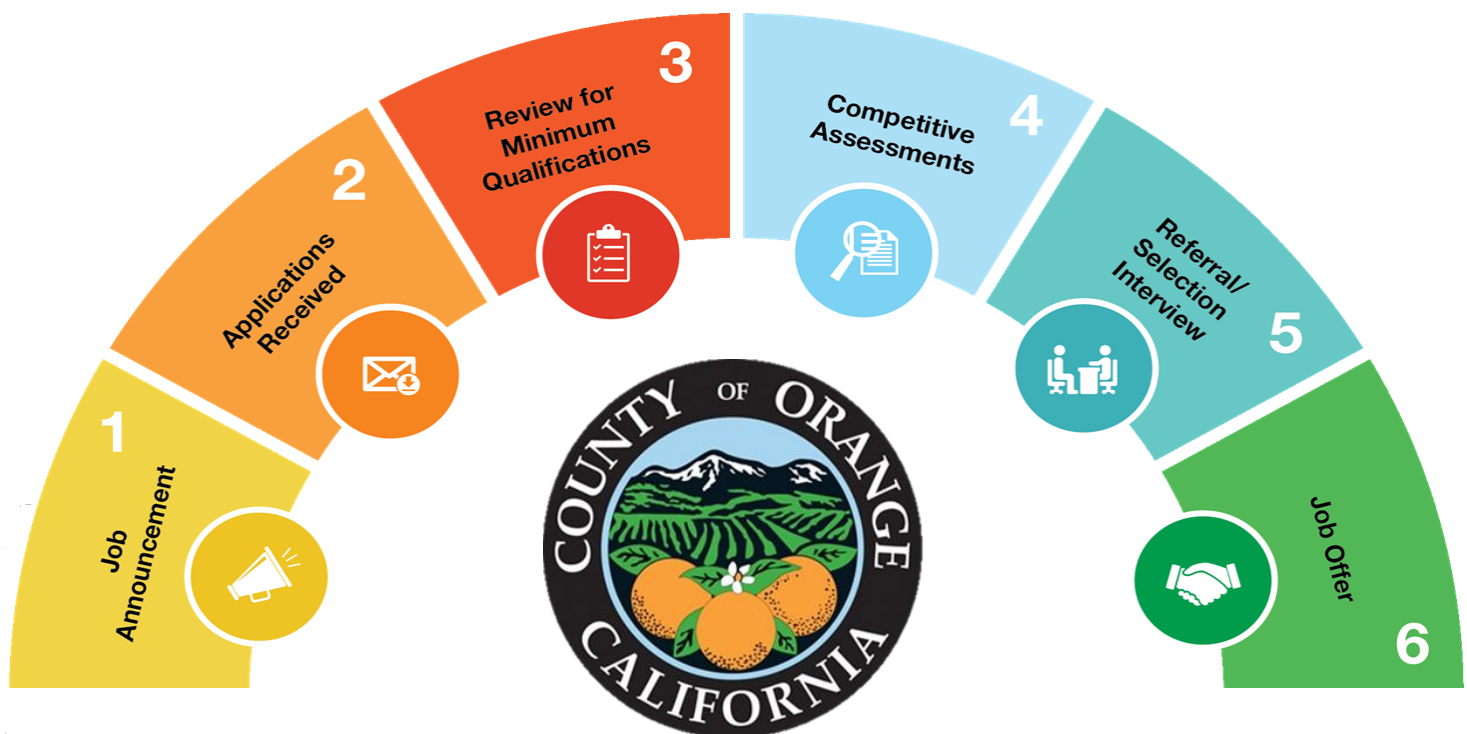 1
Job
Announcement
2
Applications
Received
3
Review for
Minimum
Qualifications
4
Competitive
Assessments
5
Referral/
Selection
Interview
6
Job Offer
COUNTY OF ORANGE
CALIFORNIA